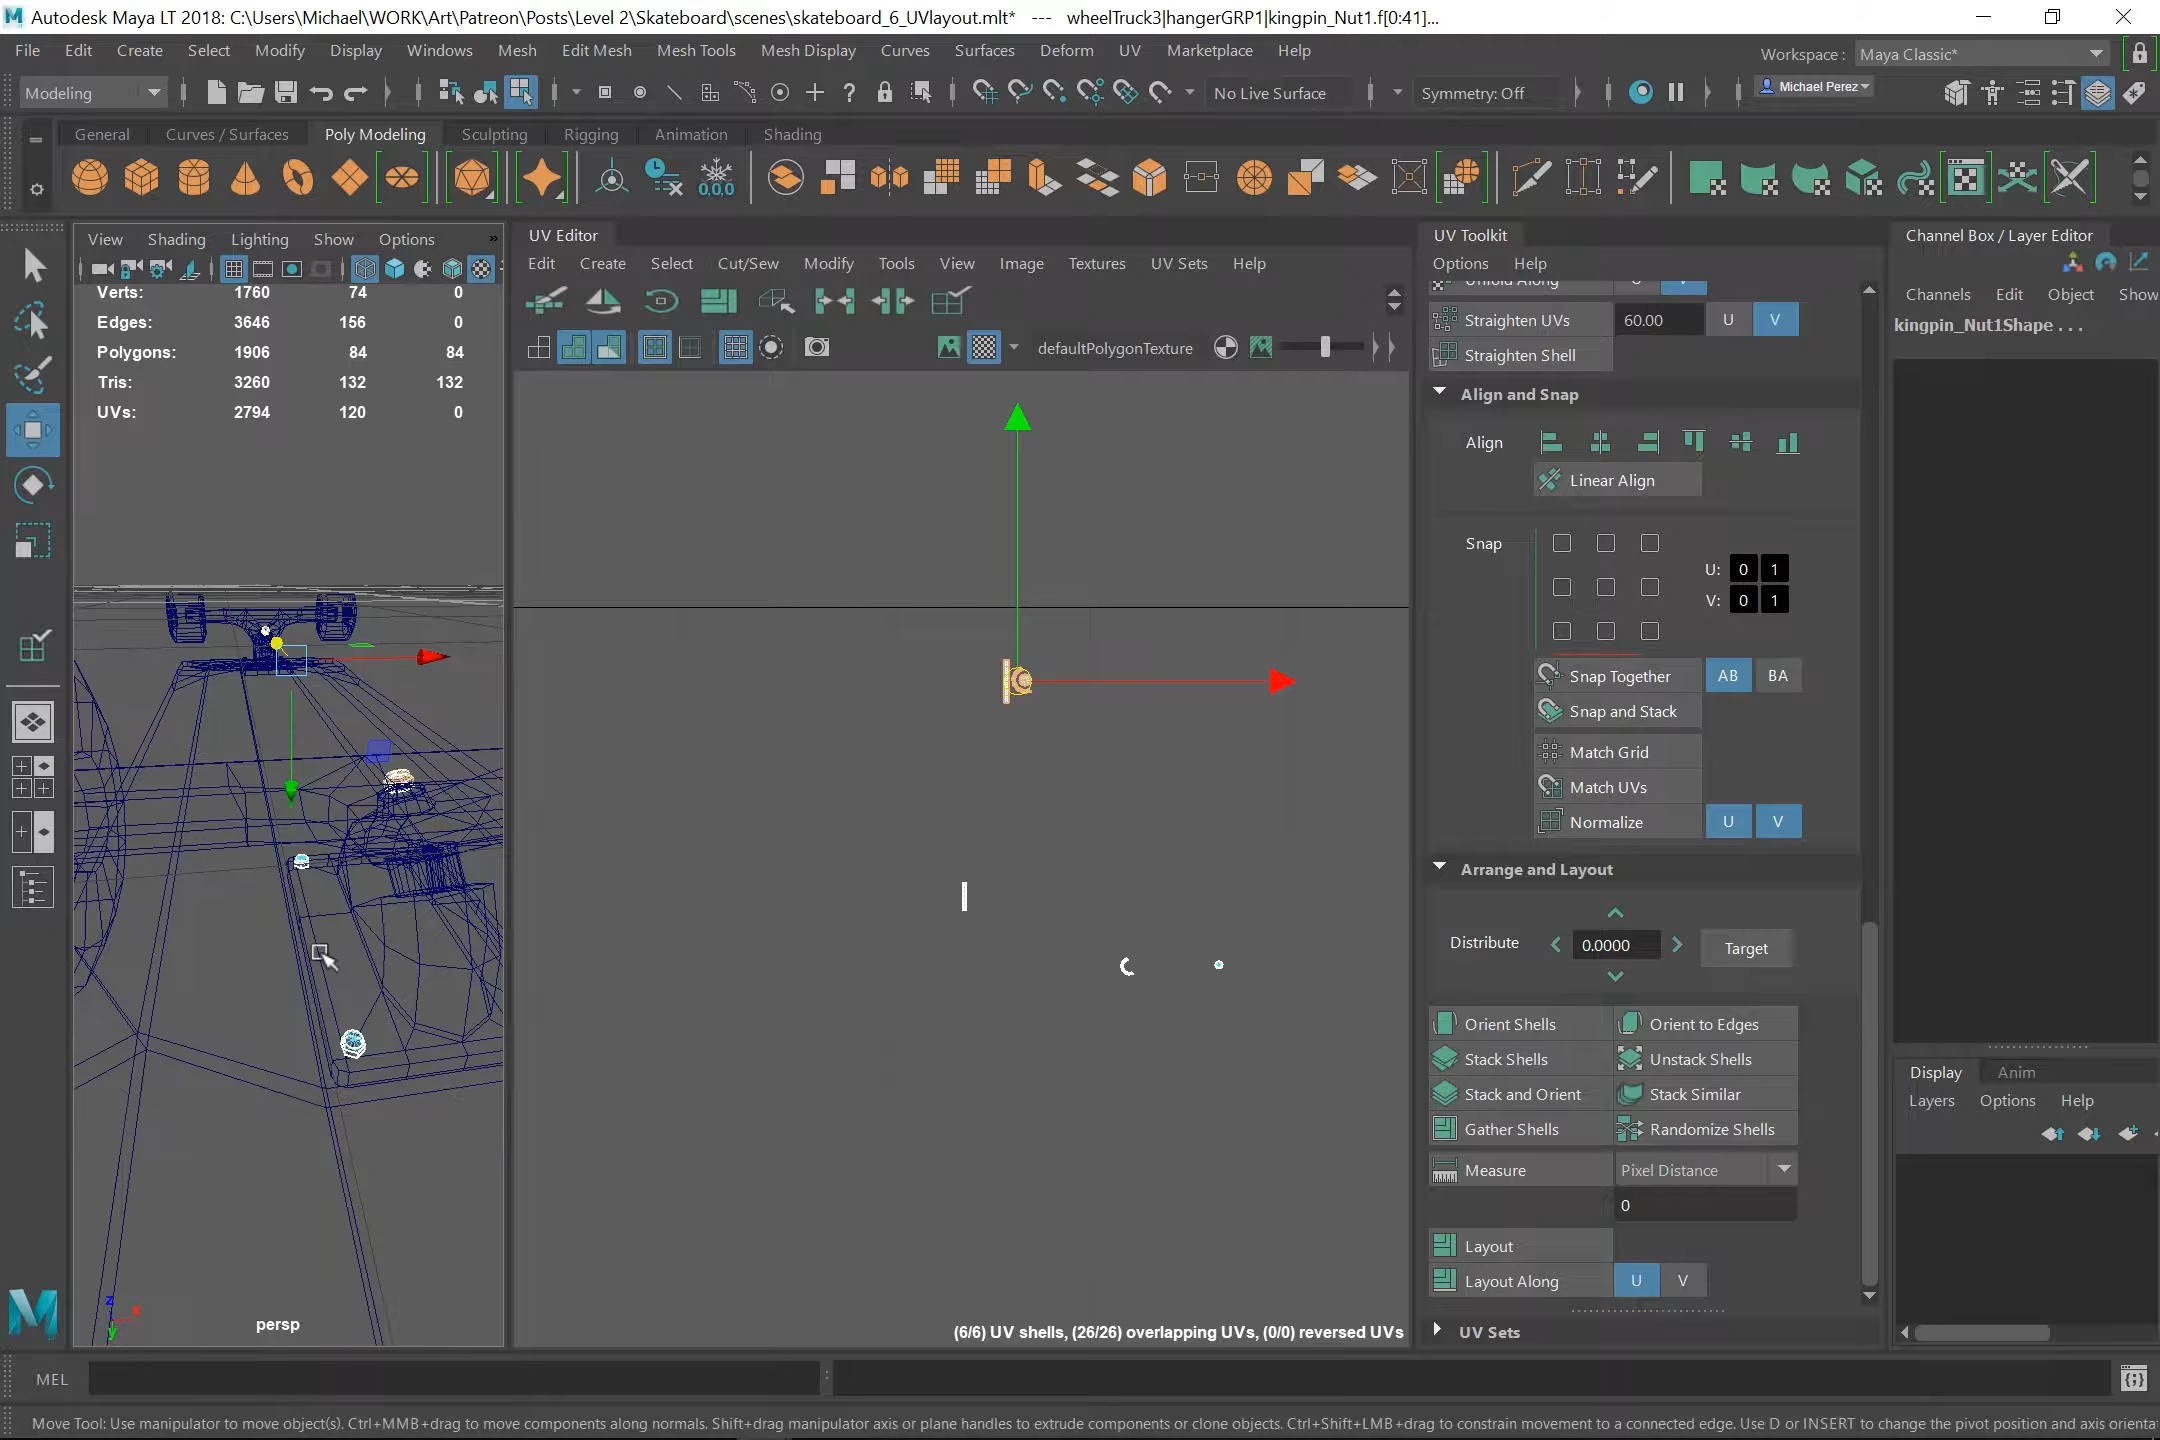 Autodesk Maya LT 2018: C:\Users\Michael\WORK\Art\Patreon\Posts\Level 2\Skateboard\scenes\skateboard_6_UVlayout.mlt* --- wheelTruck3|hangerGRP1|kingpin_Nut1.f[0:41]...
File Edit Create Select Modify Display Windows Mesh Edit Mesh Mesh Tools Mesh Display Curves Surfaces Deform UV Marketplace Help
Workspace : Maya Classic*
Modeling No Live Surface Symmetry: Off Michael Perez
General Curves / Surfaces Poly Modeling Sculpting Rigging Animation Shading
0,0,0
View Shading Lighting Show Options »
Verts: 1760 74 0
Edges: 3646 156 0
Polygons: 1906 84 84
Tris: 3260 132 132
UVs: 2794 120 0
z
x
y
persp
UV Editor
Edit Create Select Cut/Sew Modify Tools View Image Textures UV Sets Help
defaultPolygonTexture
(6/6) UV shells, (26/26) overlapping UVs, (0/0) reversed UVs
UV Toolkit
Options Help
Unfold Along U V
Straighten UVs 60.00 U V
Straighten Shell
Align and Snap
Align
Linear Align
Snap
U: 0 1
V: 0 1
Snap Together AB BA
Snap and Stack
Match Grid
Match UVs
Normalize U V
Arrange and Layout
Distribute 0.0000 Target
Orient Shells Orient to Edges
Stack Shells Unstack Shells
Stack and Orient Stack Similar
Gather Shells Randomize Shells
Measure Pixel Distance
0
Layout
Layout Along U V
UV Sets
Channel Box / Layer Editor
Channels Edit Object Show
kingpin_Nut1Shape . . .
Display Anim
Layers Options Help
MEL
Move Tool: Use manipulator to move object(s). Ctrl+MMB+drag to move components along normals. Shift+drag manipulator axis or plane handles to extrude components or clone objects. Ctrl+Shift+LMB+drag to constrain movement to a connected edge. Use D or INSERT to change the pivot position and axis orienta